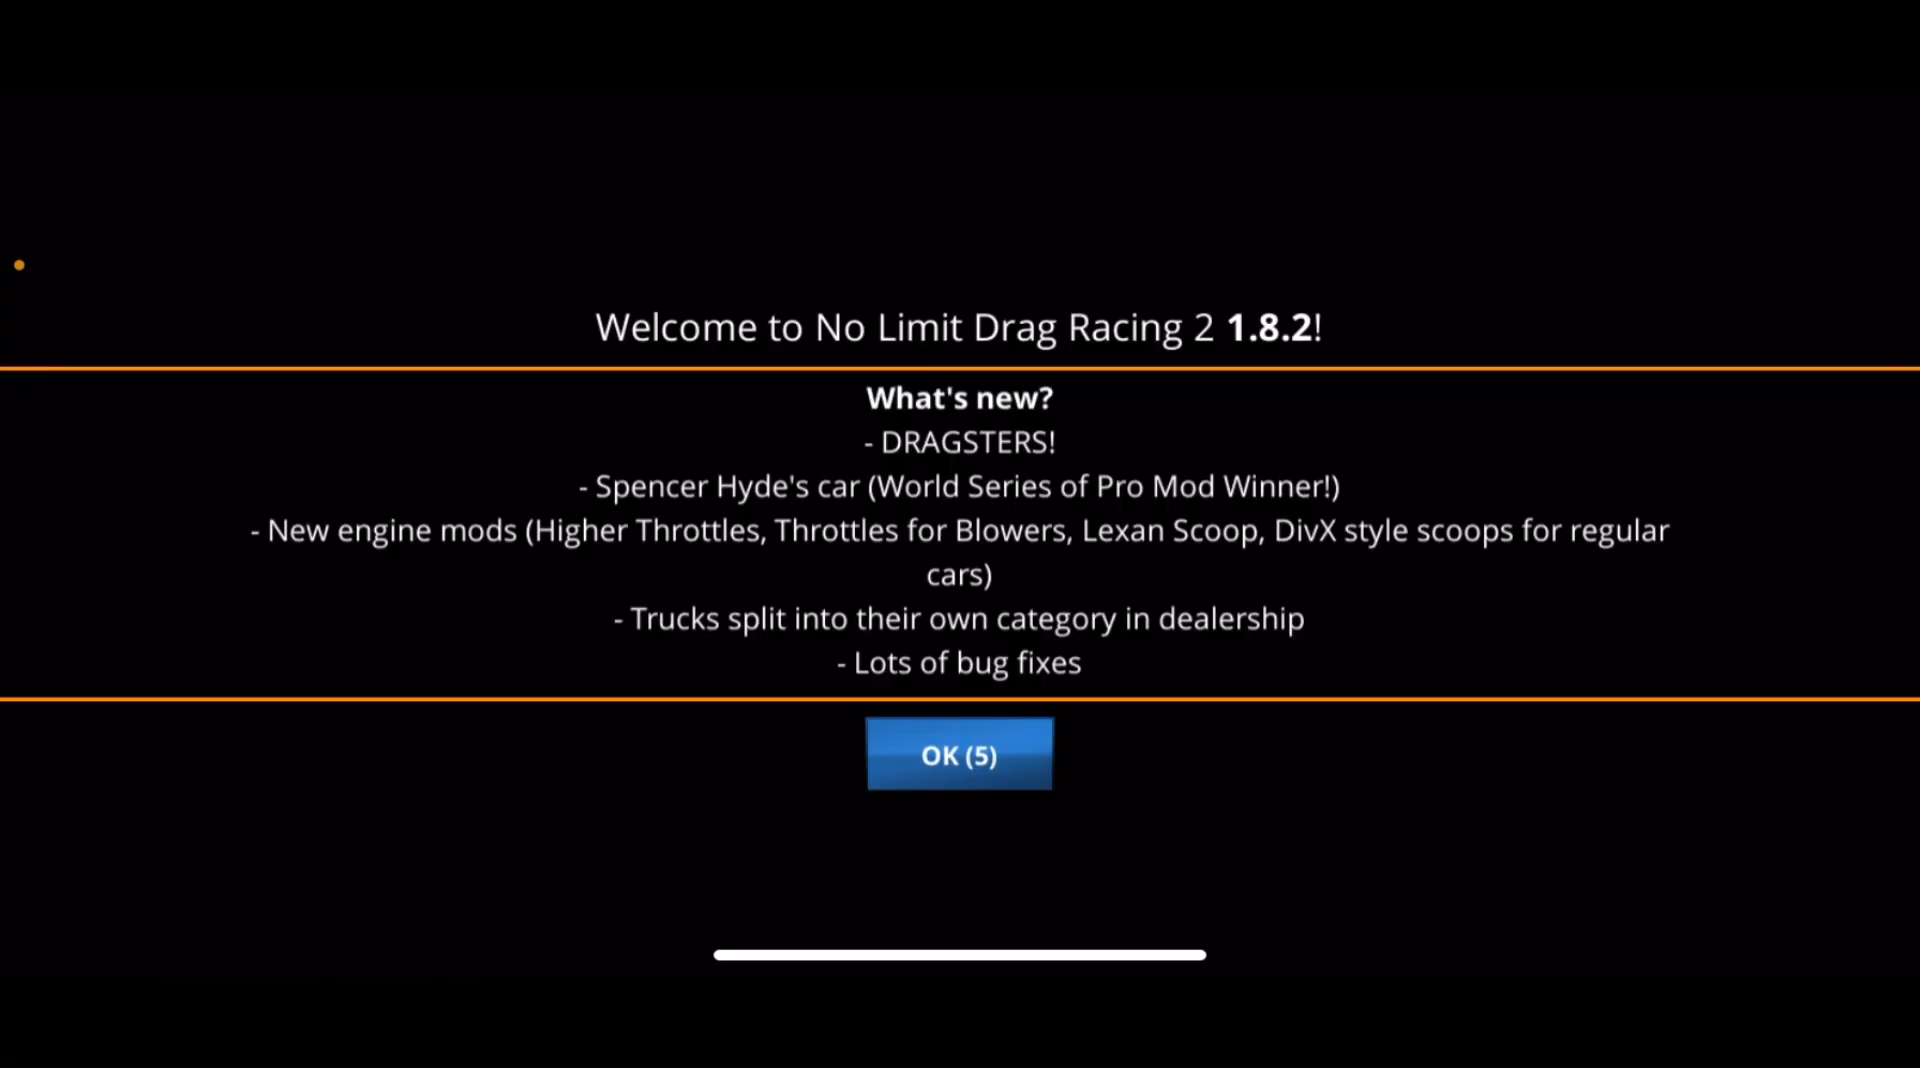 Welcome to No Limit Drag Racing 2 1.8.2!
What's new?
- DRAGSTERS!
- Spencer Hyde's car (World Series of Pro Mod Winner!)
- New engine mods (Higher Throttles, Throttles for Blowers, Lexan Scoop, DivX style scoops for regular
cars)
- Trucks split into their own category in dealership
- Lots of bug fixes
OK (5)